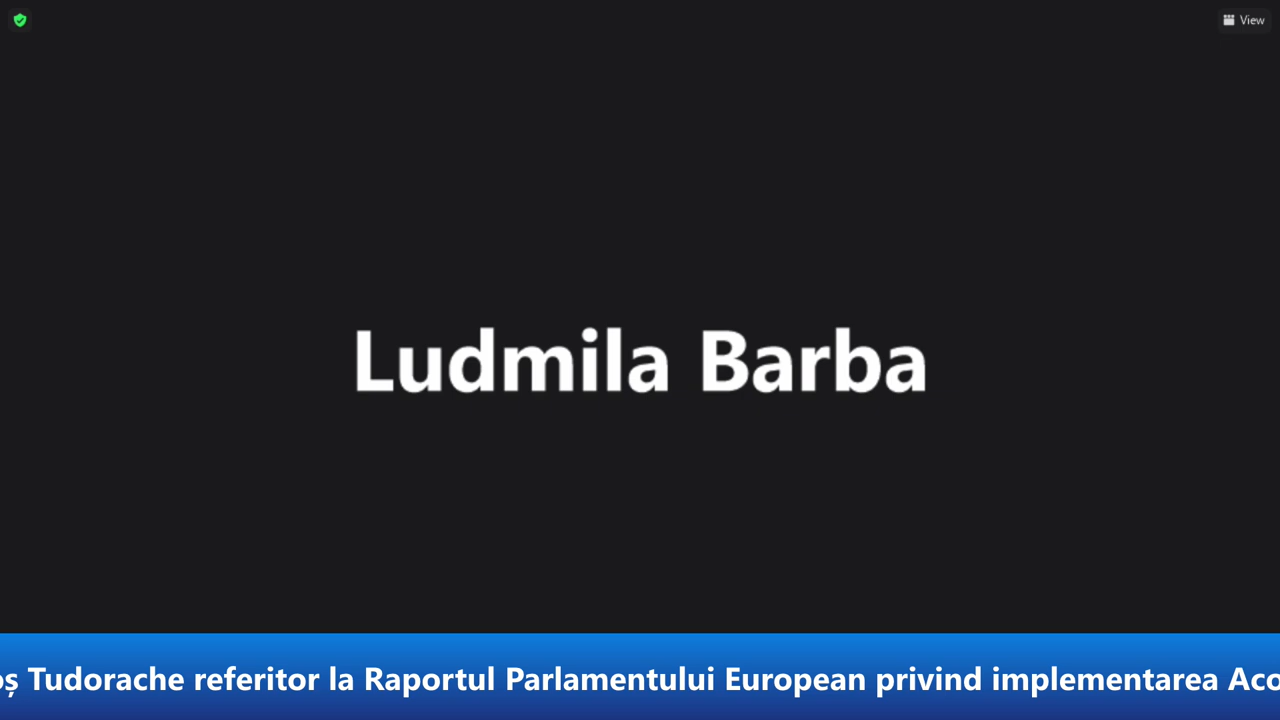 View
Ludmila Barba
Tudorache referitor la Raportul Parlamentului European privind implementarea